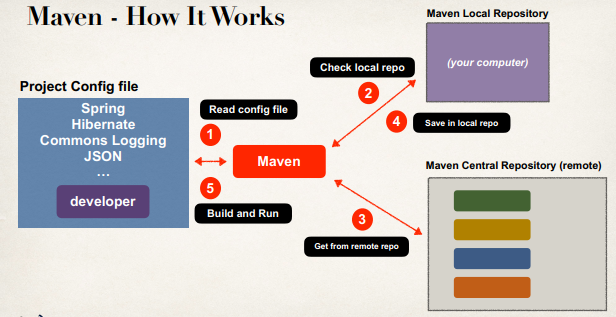 Maven - How It Works
Maven Local Repository
(your computer)
Check local repo
2
Project Config file
Spring
Hibernate
Commons Logging
JSON
...
developer
Read config file
1
4
Save in local repo
Maven
5
Build and Run
Maven Central Repository (remote)
3
Get from remote repo